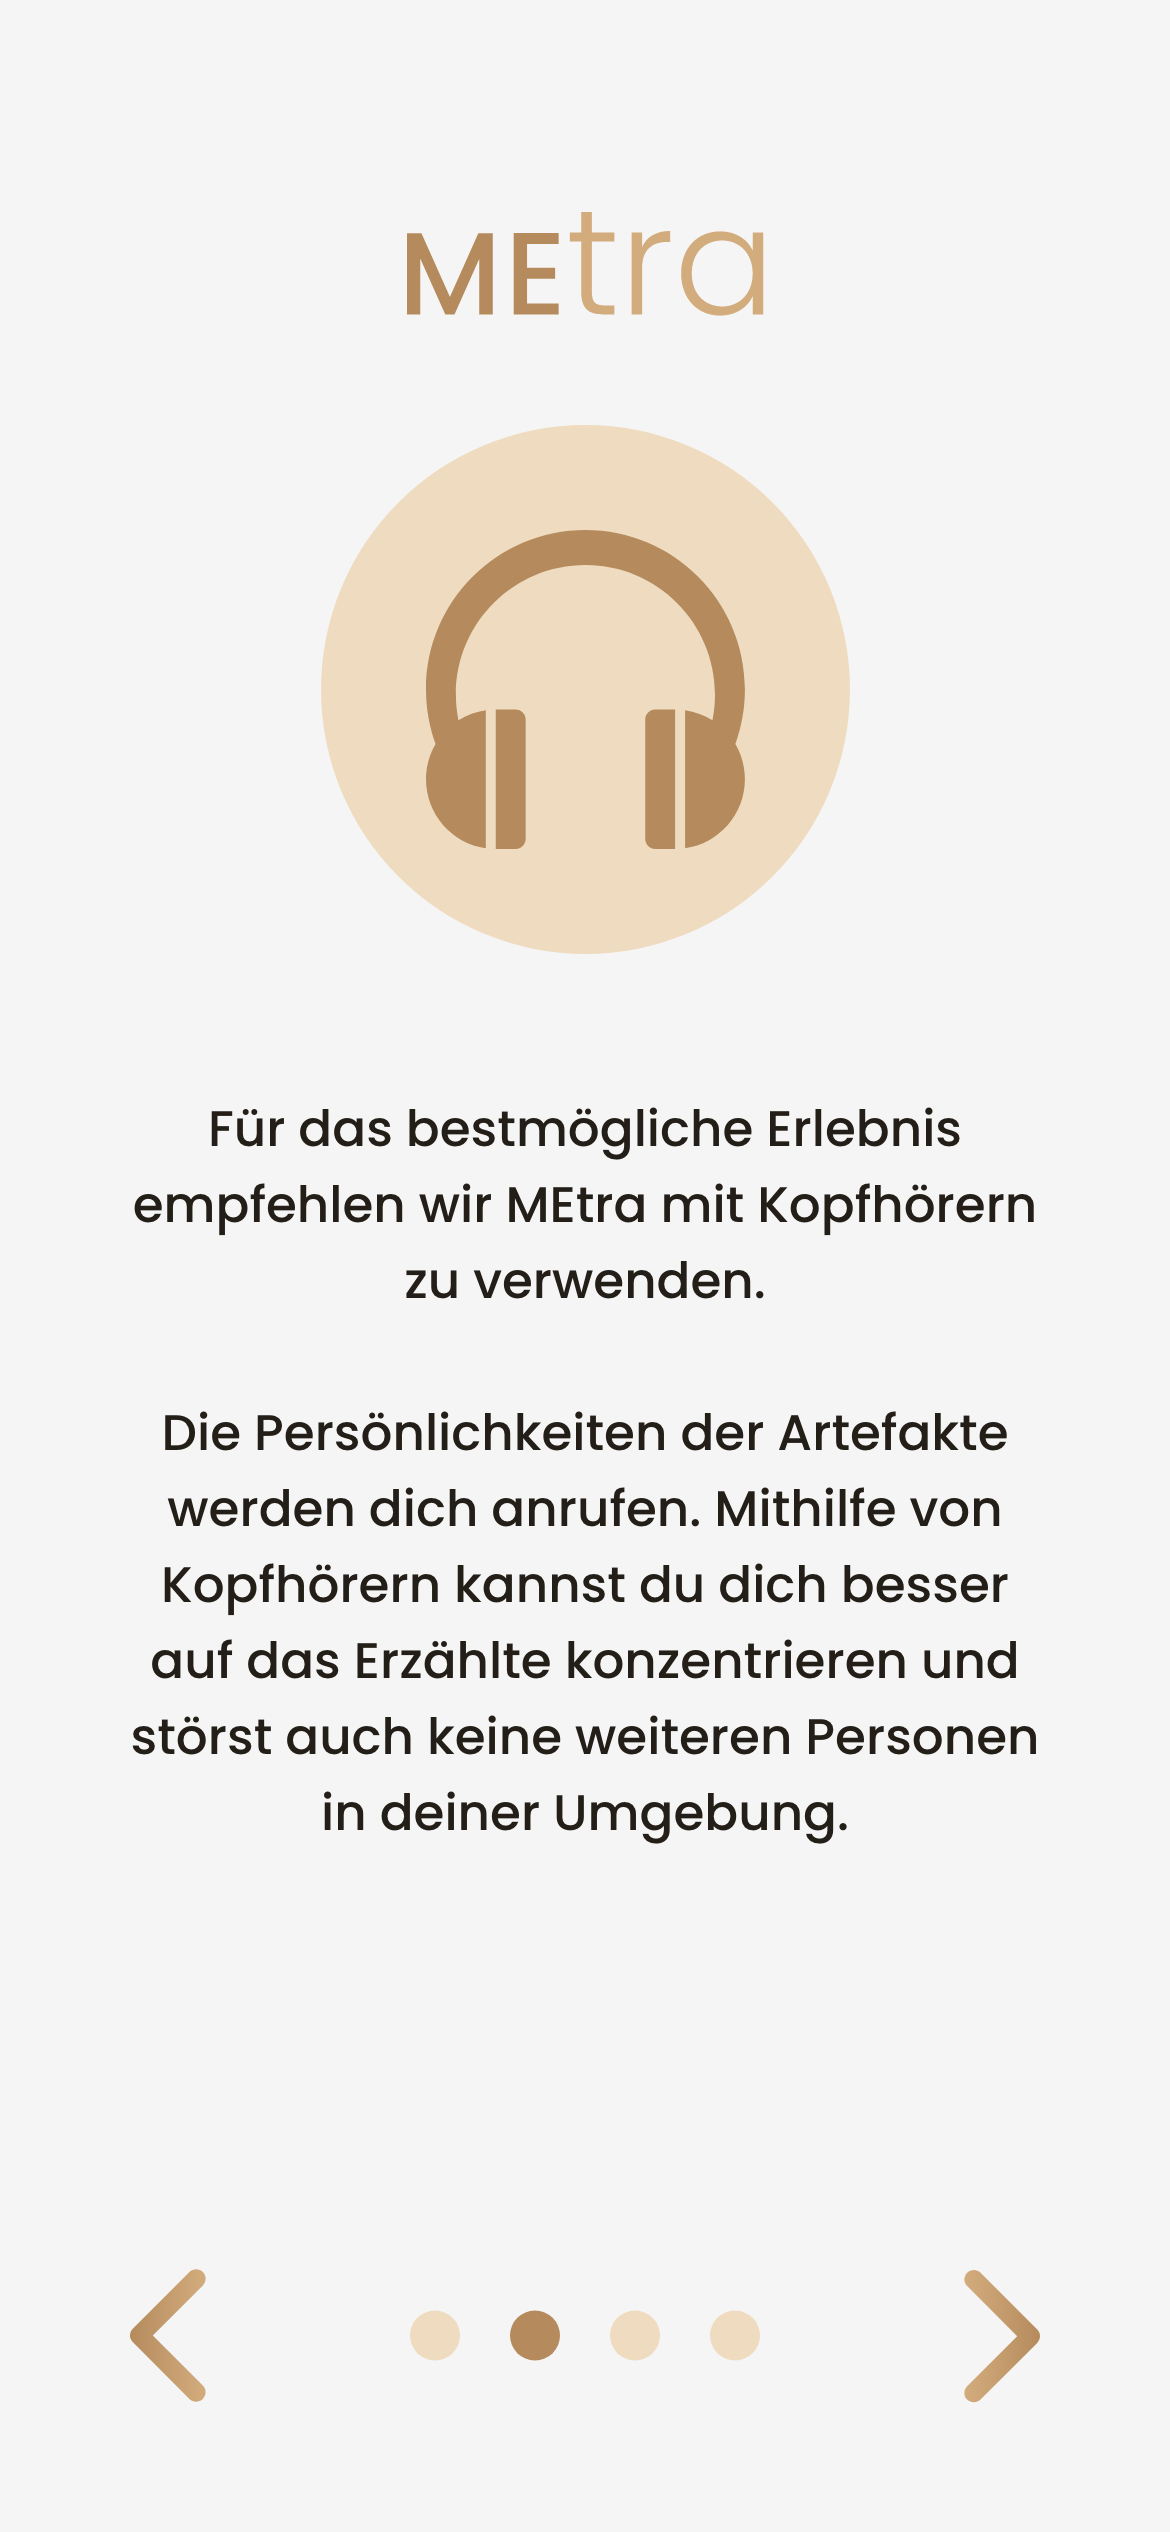 MEtra
Für das bestmögliche Erlebnis
empfehlen wir MEtra mit Kopfhörern
zu verwenden.
Die Persönlichkeiten der Artefakte
werden dich anrufen. Mithilfe von
Kopfhörern kannst du dich besser
auf das Erzählte konzentrieren und
störst auch keine weiteren Personen
in deiner Umgebung.